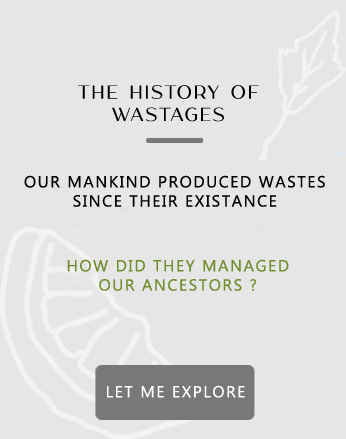 THE HISTORY OF
WASTAGES
OUR MANKIND PRODUCED WASTES
SINCE THEIR EXISTANCE
HOW DID THEY MANAGED
OUR ANCESTORS ?
LET ME EXPLORE